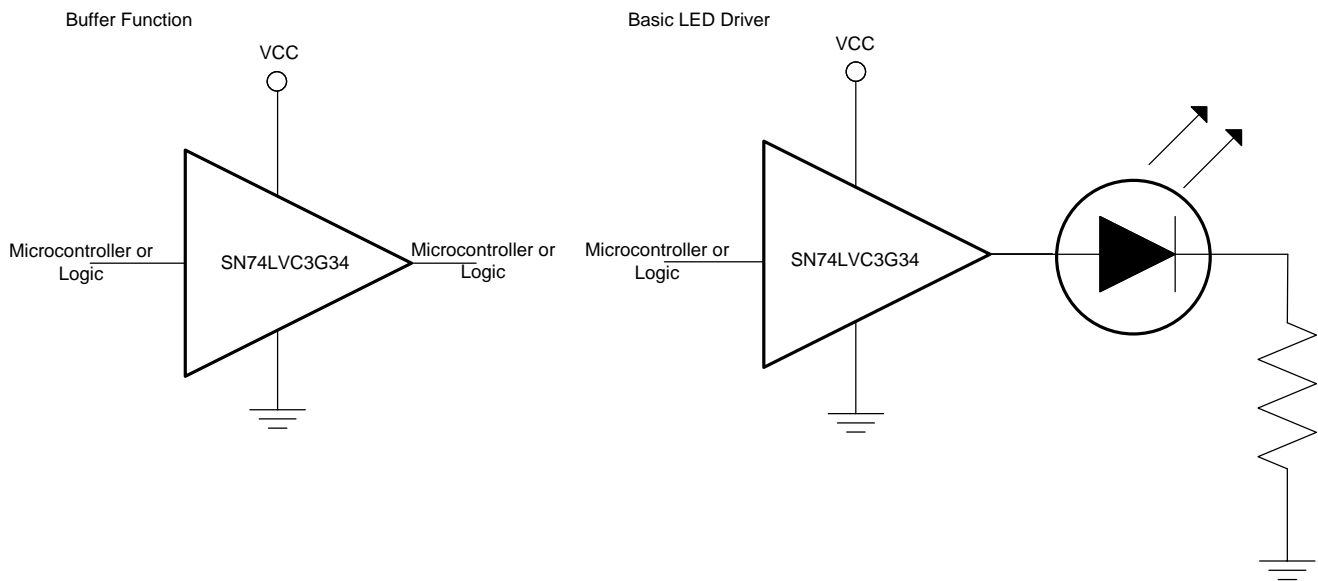 Buffer Function
VCC
Microcontroller or
Logic
SN74LVC3G34
Microcontroller or
Logic
Basic LED Driver
VCC
Microcontroller or
Logic
SN74LVC3G34